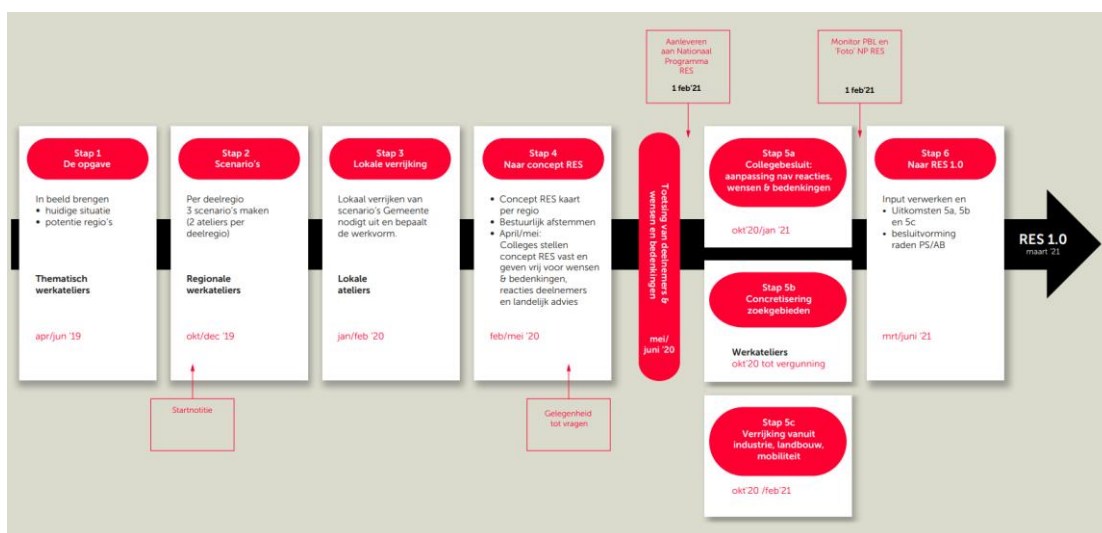 Aanleveren
aan Nationaal
Programma
RES
1 feb'21
Monitor PBL en
'Foto' NP RES
1 feb'21
Stap 1
De opgave
In beeld brengen
• huidige situatie
• potentie regio's
Thematisch
werkateliers
apr/jun '19
Stap 2
Scenario's
Per deelregio
3 scenario's maken
(2 ateliers per
deelregio)
Regionale
werkateliers
okt/dec '19
Startnotitie
Stap 3
Lokale verrijking
Lokaal verrijken van
scenario's Gemeente
nodigt uit en bepaalt
de werkvorm.
Lokale
ateliers
jan/feb '20
Stap 4
Naar concept RES
• Concept RES kaart
per regio
• Bestuurlijk afstemmen
• April/mei:
Colleges stellen
concept RES vast en
geven vrij voor wensen
& bedenkingen,
reacties deelnemers
en landelijk advies
feb/mei '20
Gelegenheid
tot vragen
Toetsing van deelnemers &
wensen en bedenkingen
mei/
juni '20
Stap 5a
Collegebesluit:
aanpassing nav reacties,
wensen & bedenkingen
okt'20/jan '21
Stap 5b
Concretisering
zoekgebieden
Werkateliers
okt'20 tot vergunning
Stap 5c
Verrijking vanuit
industrie, landbouw,
mobiliteit
okt'20 /feb'21
Stap 6
Naar RES 1.0
Input verwerken en
• Uitkomsten 5a, 5b
en 5c
• besluitvorming
raden PS/AB
mrt/juni '21
RES 1.0
maart '21